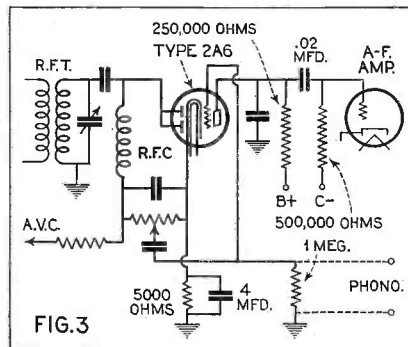 250,000 OHMS
TYPE 2A6
.02
MFD.
A-F.
AMP.
R.F.T.
R.F.C
B+
C-
A.V.C.
500,000 OHMS
1 MEG.
5000
OHMS
4
MFD.
PHONO.
FIG.3